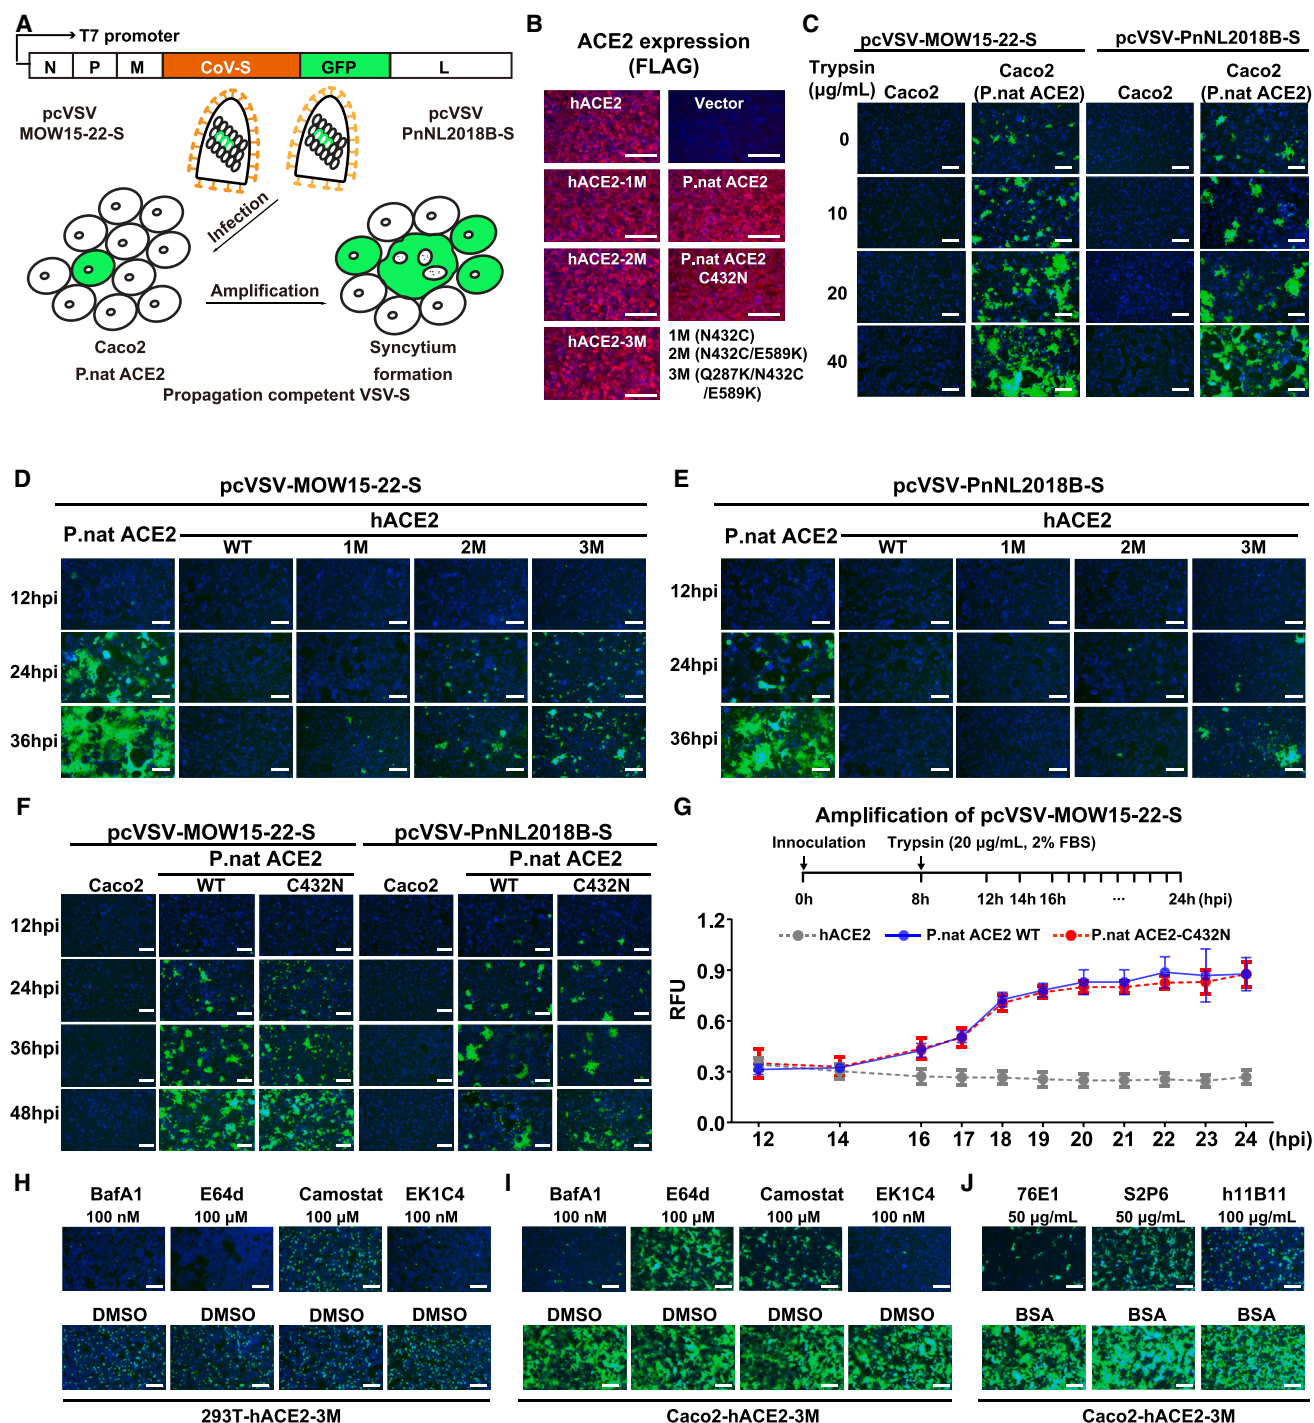 A
T7 promoter
N P M CoV-S GFP L
pcVSV
MOW15-22-S
pcVSV
PnNL2018B-S
Infection
Amplification
Caco2
P.nat ACE2
Syncytium
formation
Propagation competent VSV-S
B
ACE2 expression
(FLAG)
hACE2
Vector
hACE2-1M
P.nat ACE2
hACE2-2M
P.nat ACE2
C432N
hACE2-3M
1M (N432C)
2M (N432C/E589K)
3M (Q287K/N432C
/E589K)
C
pcVSV-MOW15-22-S
pcVSV-PnNL2018B-S
Trypsin
(μg/mL)
Caco2
Caco2
(P.nat ACE2)
Caco2
Caco2
(P.nat ACE2)
0
10
20
40
D
pcVSV-MOW15-22-S
P.nat ACE2
hACE2
WT 1M 2M 3M
12hpi
24hpi
36hpi
E
pcVSV-PnNL2018B-S
P.nat ACE2
hACE2
WT 1M 2M 3M
12hpi
24hpi
36hpi
F
pcVSV-MOW15-22-S
pcVSV-PnNL2018B-S
P.nat ACE2
P.nat ACE2
Caco2 WT C432N Caco2 WT C432N
12hpi
24hpi
36hpi
48hpi
G
Amplification of pcVSV-MOW15-22-S
Innoculation
Trypsin (20 μg/mL, 2% FBS)
0h 8h 12h 14h 16h ... 24h (hpi)
hACE2 P.nat ACE2 WT P.nat ACE2-C432N
RFU
1.2
0.9
0.6
0.3
0.0
12 14 16 17 18 19 20 21 22 23 24 (hpi)
H
BafA1 E64d Camostat EK1C4
100 nM 100 μM 100 μM 100 nM
DMSO DMSO DMSO DMSO
293T-hACE2-3M
I
BafA1 E64d Camostat EK1C4
100 nM 100 μM 100 μM 100 nM
DMSO DMSO DMSO DMSO
Caco2-hACE2-3M
J
76E1 S2P6 h11B11
50 μg/mL 50 μg/mL 100 μg/mL
BSA BSA BSA
Caco2-hACE2-3M